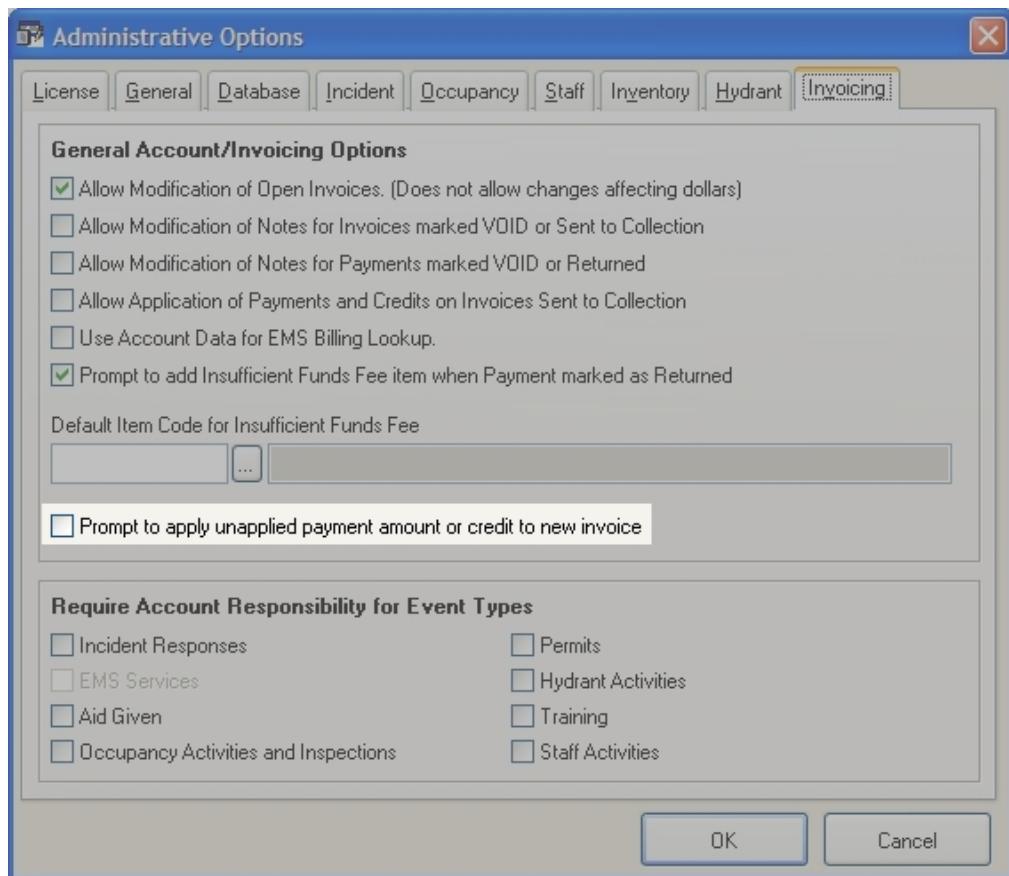 Administrative Options
License General Database Incident Occupancy Staff Inventory Hydrant Invoicing
General Account/Invoicing Options
Allow Modification of Open Invoices. (Does not allow changes affecting dollars)
Allow Modification of Notes for Invoices marked VOID or Sent to Collection
Allow Modification of Notes for Payments marked VOID or Returned
Allow Application of Payments and Credits on Invoices Sent to Collection
Use Account Data for EMS Billing Lookup.
Prompt to add Insufficient Funds Fee item when Payment marked as Returned
Default Item Code for Insufficient Funds Fee
...
Prompt to apply unapplied payment amount or credit to new invoice
Require Account Responsibility for Event Types
Incident Responses Permits
EMS Services Hydrant Activities
Aid Given Training
Occupancy Activities and Inspections Staff Activities
OK Cancel